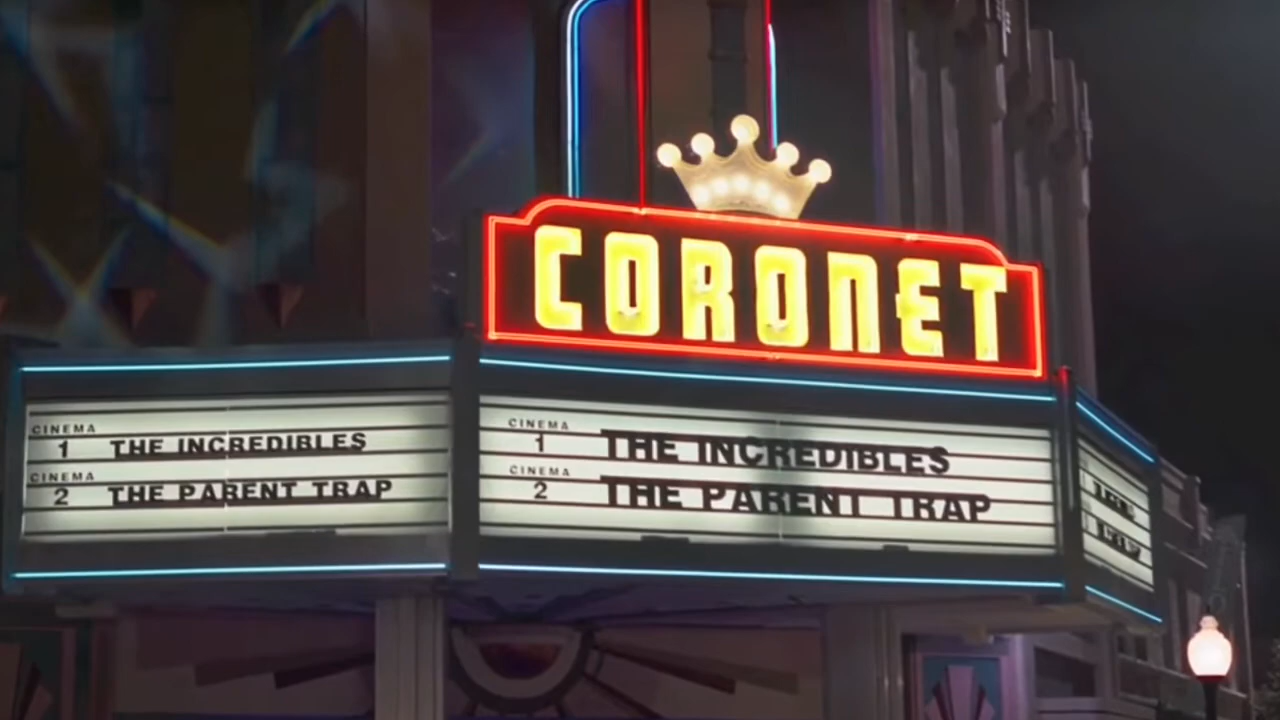 CORONET
CINEMA
1 THE INCREDIBLES
CINEMA
2 THE PARENT TRAP
CINEMA
1 THE INCREDIBLES
CINEMA
2 THE PARENT TRAP